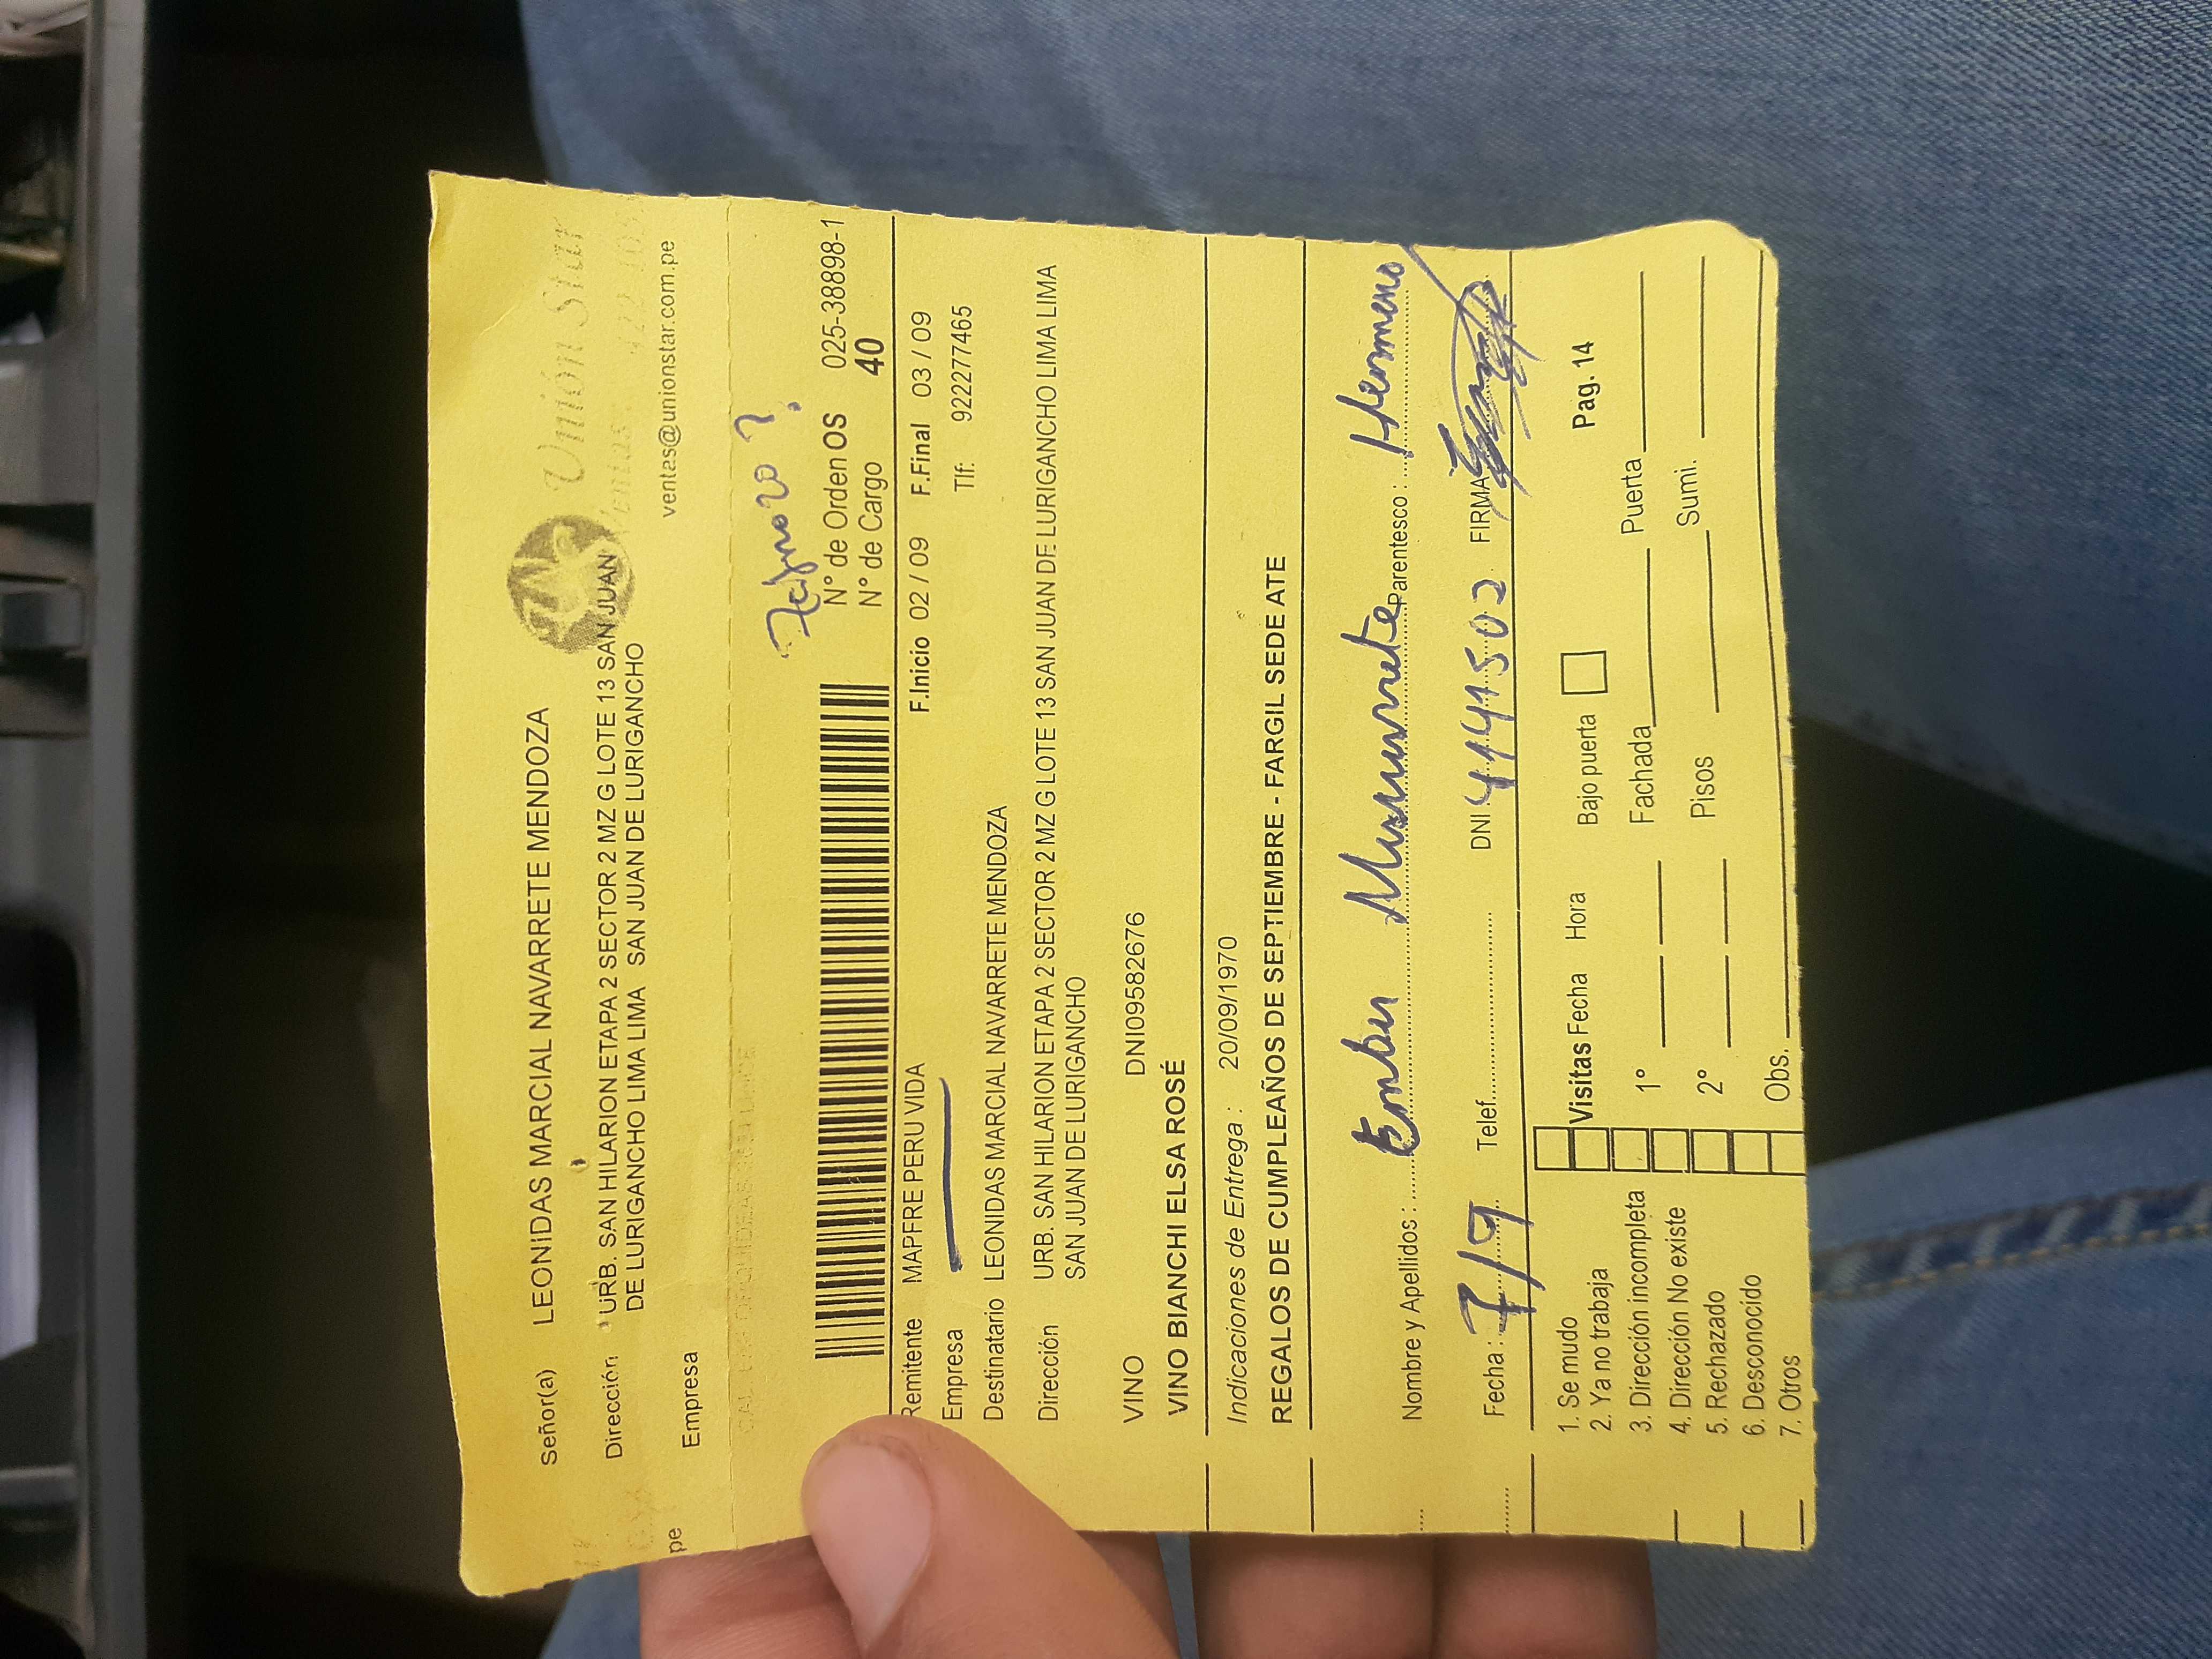 Unión Star
ventas@unionstar.com.pe
Señor(a) LEONIDAS MARCIAL NAVARRETE MENDOZA
Dirección URB. SAN HILARION ETAPA 2 SECTOR 2 MZ G LOTE 13 SAN JUAN
DE LURIGANCHO LIMA LIMA SAN JUAN DE LURIGANCHO
Empresa
pe
N° de Orden OS 025-38898-1
N° de Cargo 40
F.Inicio 02 / 09 F.Final 03 / 09
Remitente MAPFRE PERU VIDA
Empresa Tlf: 922277465
Destinatario LEONIDAS MARCIAL NAVARRETE MENDOZA
Dirección URB. SAN HILARION ETAPA 2 SECTOR 2 MZ G LOTE 13 SAN JUAN DE LURIGANCHO LIMA LIMA
SAN JUAN DE LURIGANCHO
VINO DNI09582676
VINO BIANCHI ELSA ROSÉ
Indicaciones de Entrega : 20/09/1970
REGALOS DE CUMPLEAÑOS DE SEPTIEMBRE - FARGIL SEDE ATE
Nombre y Apellidos : Parentesco : Hermano
Fecha : 7/9 Telef. DNI 44141502 FIRMA
1. Se mudo
2. Ya no trabaja
3. Dirección incompleta
4. Dirección No existe
5. Rechazado
6. Desconocido
7. Otros
Visitas Fecha Hora Bajo puerta Pag. 14
1° Fachada Puerta
2° Pisos Sumi.
Obs.